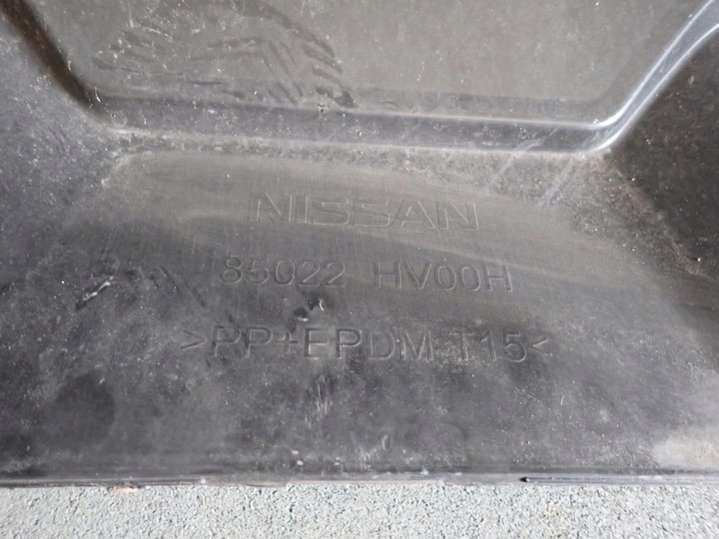 NISSAN
85022 HV00H
>PP+EPDM-T15<